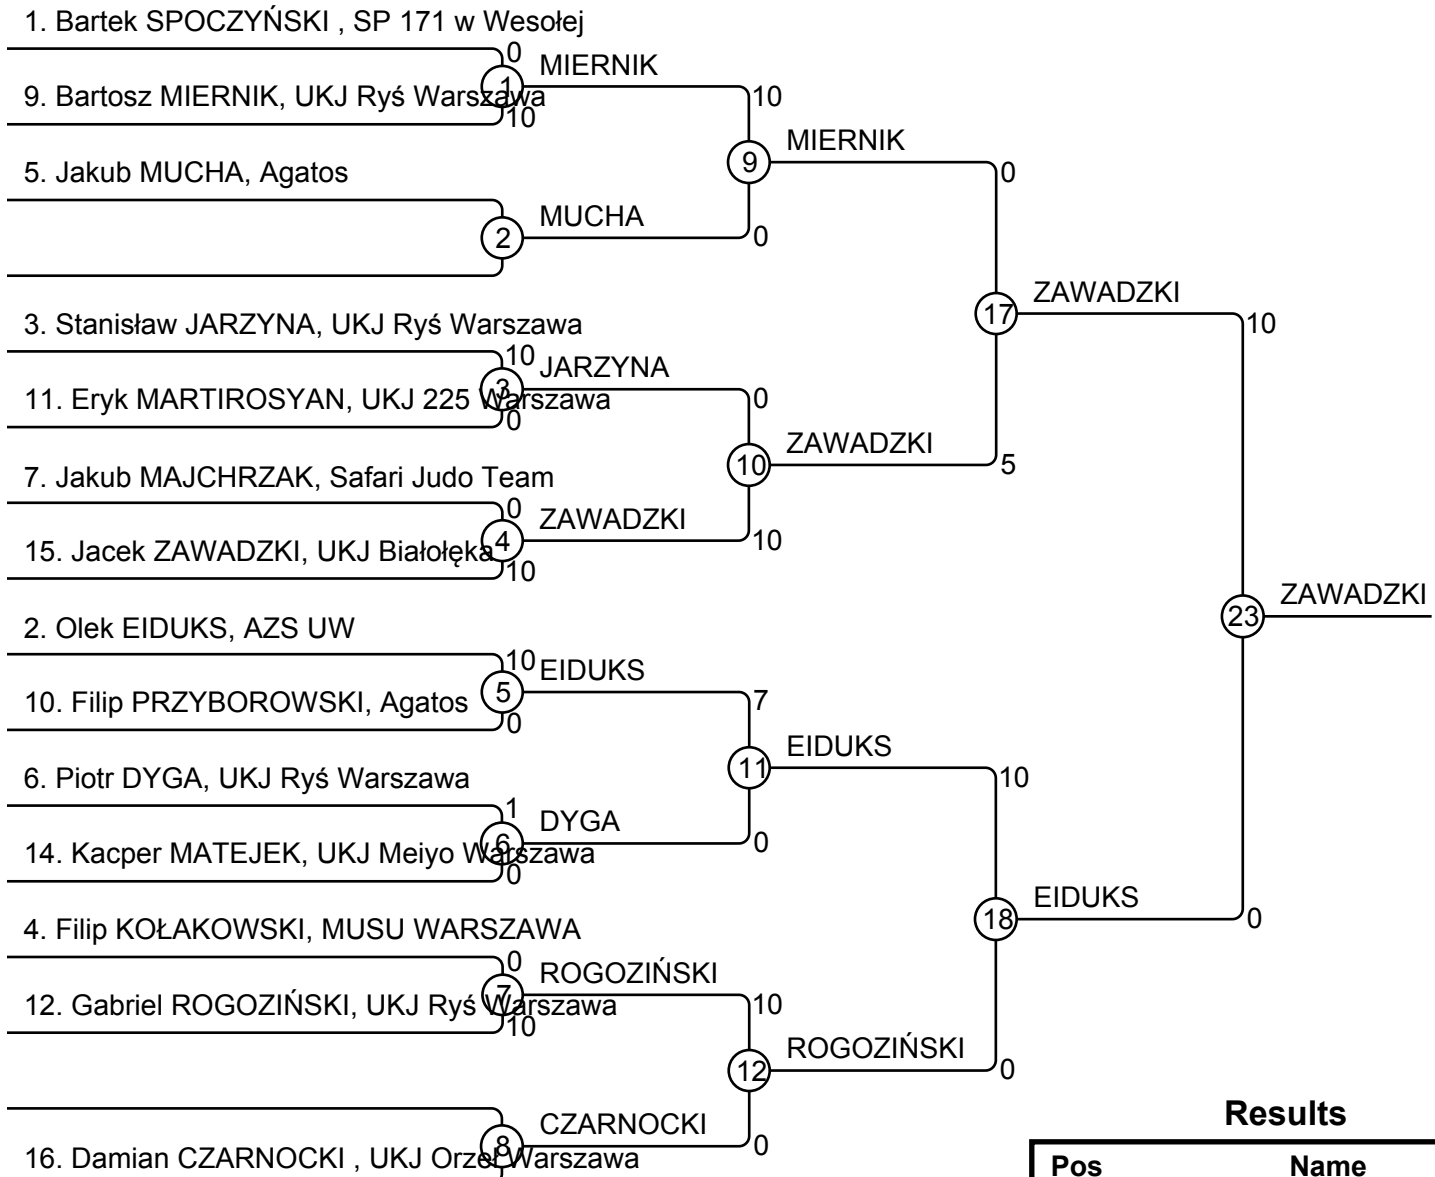 1. Bartek SPOCZYŃSKI , SP 171 w Wesołej
0
MIERNIK
1
10
9. Bartosz MIERNIK, UKJ Ryś Warszawa
10
MIERNIK
9
0
5. Jakub MUCHA, Agatos
MUCHA
2
0
ZAWADZKI
17
10
3. Stanisław JARZYNA, UKJ Ryś Warszawa
10
JARZYNA
3
0
11. Eryk MARTIROSYAN, UKJ 225 Warszawa
0
ZAWADZKI
10
5
7. Jakub MAJCHRZAK, Safari Judo Team
0
ZAWADZKI
4
10
15. Jacek ZAWADZKI, UKJ Białołęka
10
ZAWADZKI
23
2. Olek EIDUKS, AZS UW
10
EIDUKS
5
7
10. Filip PRZYBOROWSKI, Agatos
0
EIDUKS
11
10
6. Piotr DYGA, UKJ Ryś Warszawa
1
DYGA
6
0
14. Kacper MATEJEK, UKJ Meiyo Warszawa
0
EIDUKS
18
0
4. Filip KOŁAKOWSKI, MUSU WARSZAWA
0
ROGOZIŃSKI
7
10
12. Gabriel ROGOZIŃSKI, UKJ Ryś Warszawa
10
ROGOZIŃSKI
12
0
CZARNOCKI
8
0
16. Damian CZARNOCKI , UKJ Orzeł Warszawa
Results
Pos Name